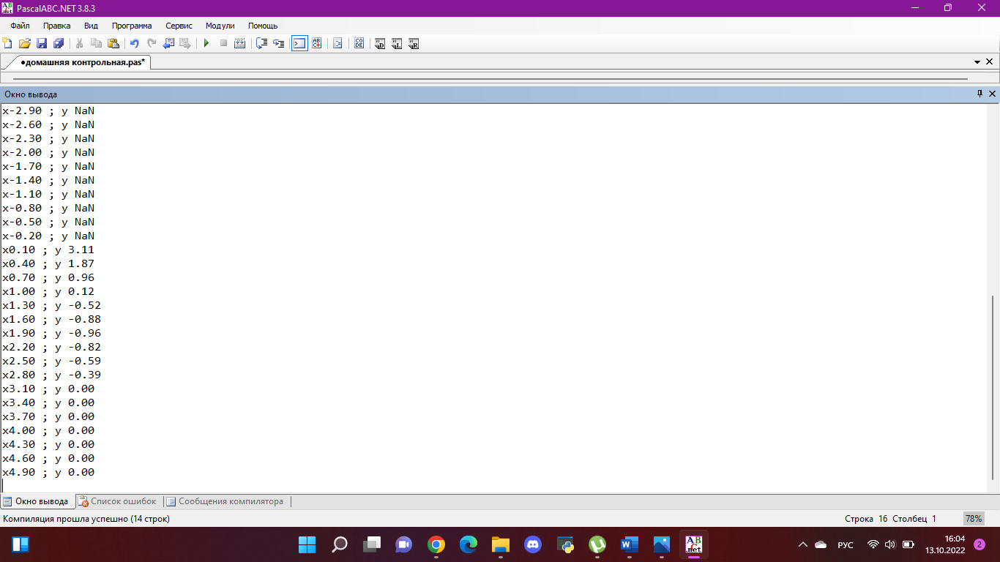 PascalABC.NET 3.8.3
Файл Правка Вид Программа Сервис Модули Помощь
•домашняя контрольная.pas*
Окно вывода
x-2.90 ; y NaN
x-2.60 ; y NaN
x-2.30 ; y NaN
x-2.00 ; y NaN
x-1.70 ; y NaN
x-1.40 ; y NaN
x-1.10 ; y NaN
x-0.80 ; y NaN
x-0.50 ; y NaN
x-0.20 ; y NaN
x0.10 ; y 3.11
x0.40 ; y 1.87
x0.70 ; y 0.96
x1.00 ; y 0.12
x1.30 ; y -0.52
x1.60 ; y -0.88
x1.90 ; y -0.96
x2.20 ; y -0.82
x2.50 ; y -0.59
x2.80 ; y -0.39
x3.10 ; y 0.00
x3.40 ; y 0.00
x3.70 ; y 0.00
x4.00 ; y 0.00
x4.30 ; y 0.00
x4.60 ; y 0.00
x4.90 ; y 0.00
Окно вывода Список ошибок Сообщения компилятора
Компиляция прошла успешно (14 строк) Строка 16 Столбец 1 78%
РУС 16:04
13.10.2022 2